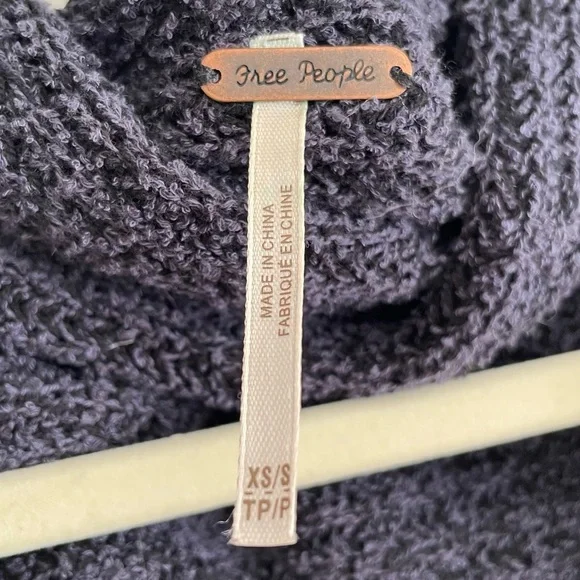 Free People
MADE IN CHINA
FABRIQUÉ EN CHINE
XS/S
TP/P